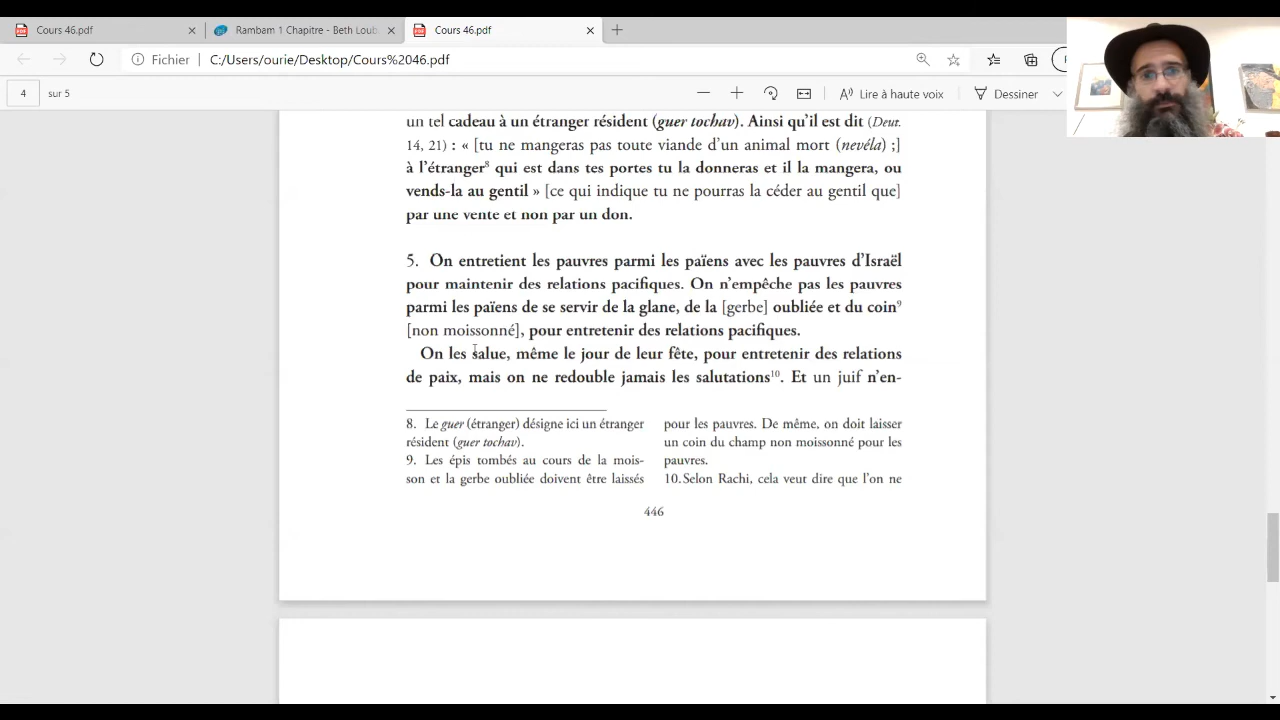 Cours 46.pdf
Rambam 1 Chapitre - Beth Loub
Cours 46.pdf
Fichier
C:/Users/ourie/Desktop/Cours%2046.pdf
4
sur 5
Lire à haute voix
Dessiner
un tel cadeau à un étranger résident (guer tochav). Ainsi qu'il est dit (Deut.
14, 21) : « [tu ne mangeras pas toute viande d'un animal mort (nevéla) ;]
à l'étranger⁸ qui est dans tes portes tu la donneras et il la mangera, ou
vends-la au gentil » [ce qui indique tu ne pourras la céder au gentil que]
par une vente et non par un don.
5. On entretient les pauvres parmi les païens avec les pauvres d'Israël
pour maintenir des relations pacifiques. On n'empêche pas les pauvres
parmi les païens de se servir de la glane, de la [gerbe] oubliée et du coin⁹
[non moissonné], pour entretenir des relations pacifiques.
On les salue, même le jour de leur fête, pour entretenir des relations
de paix, mais on ne redouble jamais les salutations¹⁰. Et un juif n'en-
8. Le guer (étranger) désigne ici un étranger
résident (guer tochav).
9. Les épis tombés au cours de la mois-
son et la gerbe oubliée doivent être laissés
pour les pauvres. De même, on doit laisser
un coin du champ non moissonné pour les
pauvres.
10. Selon Rachi, cela veut dire que l'on ne
446